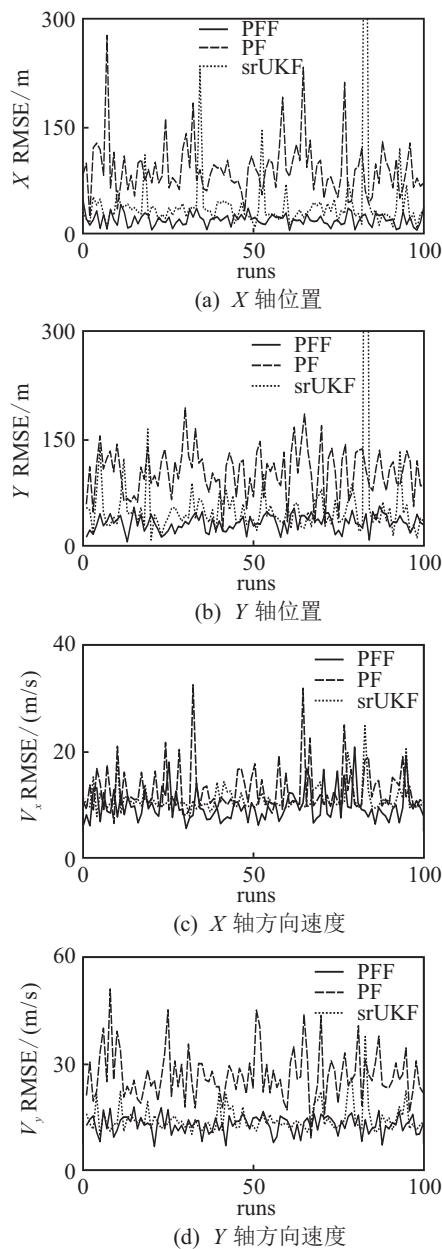 300
150
0
X RMSE/m
PFF
PF
srUKF
0 50 100
runs
(a) X 轴位置
300
150
0
Y RMSE/m
PFF
PF
srUKF
0 50 100
runs
(b) Y 轴位置
40
20
0
Vx RMSE/(m/s)
PFF
PF
srUKF
0 50 100
runs
(c) X 轴方向速度
60
30
0
Vy RMSE/(m/s)
PFF
PF
srUKF
0 50 100
runs
(d) Y 轴方向速度